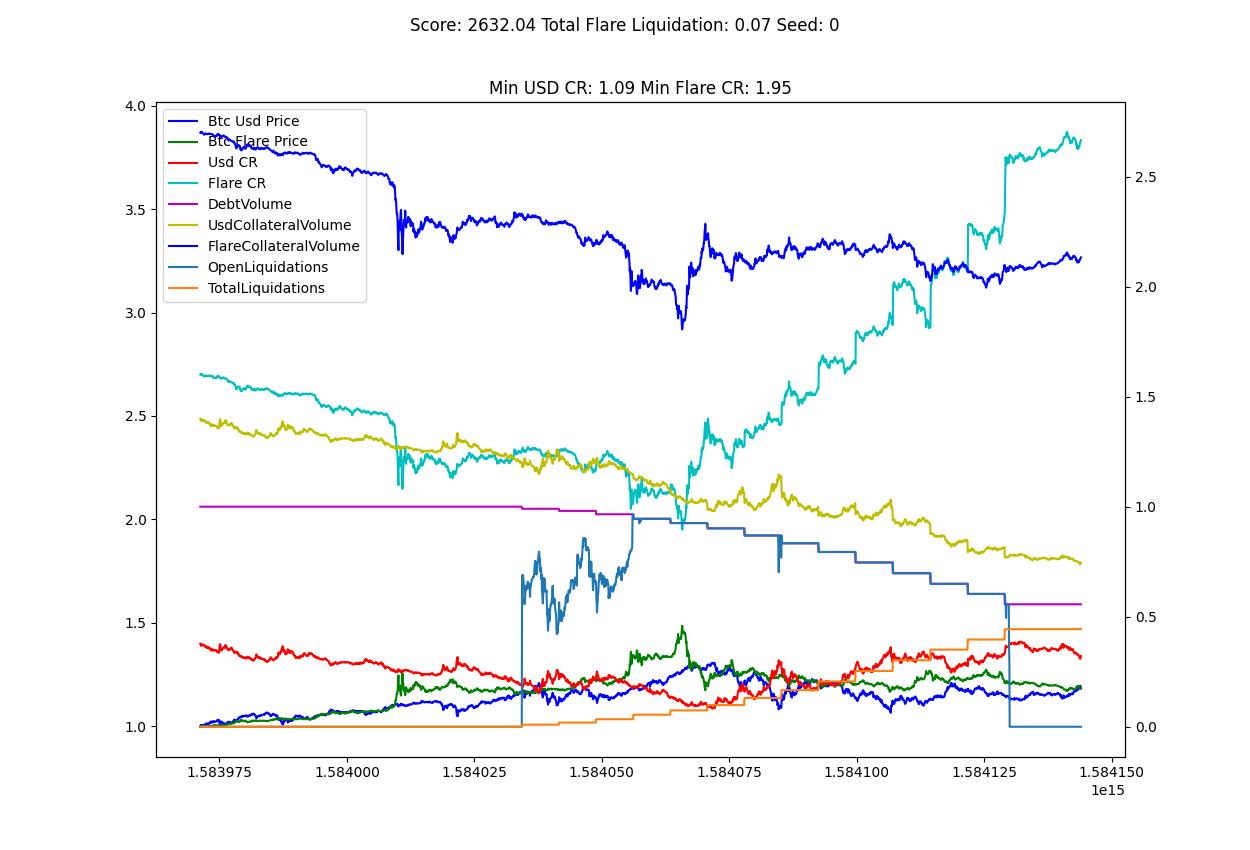 Score: 2632.04 Total Flare Liquidation: 0.07 Seed: 0
Min USD CR: 1.09 Min Flare CR: 1.95
4.0
3.5
3.0
2.5
2.0
1.5
1.0
Btc Usd Price
Btc Flare Price
Usd CR
Flare CR
DebtVolume
UsdCollateralVolume
FlareCollateralVolume
OpenLiquidations
TotalLiquidations
2.5
2.0
1.5
1.0
0.5
0.0
1.583975 1.584000 1.584025 1.584050 1.584075 1.584100 1.584125 1.584150
1e15